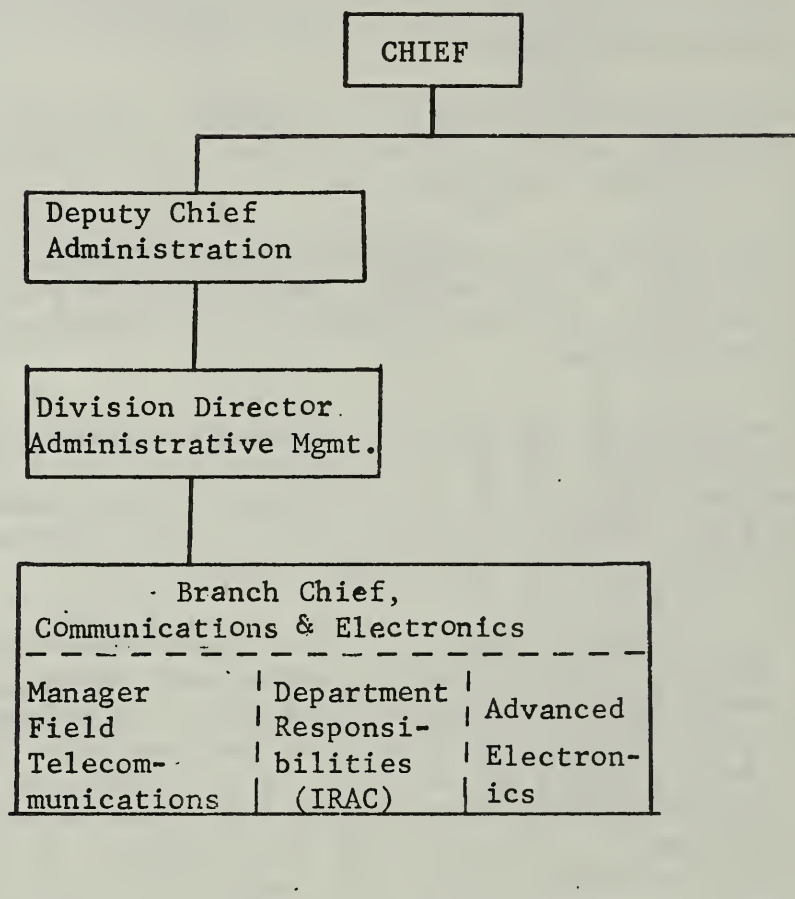 CHIEF
Deputy Chief
Administration
Division Director
Administrative Mgmt.
Branch Chief,
Communications & Electronics
Manager
Field
Telecom-
munications
Department
Responsi-
bilities
(IRAC)
Advanced
Electron-
ics